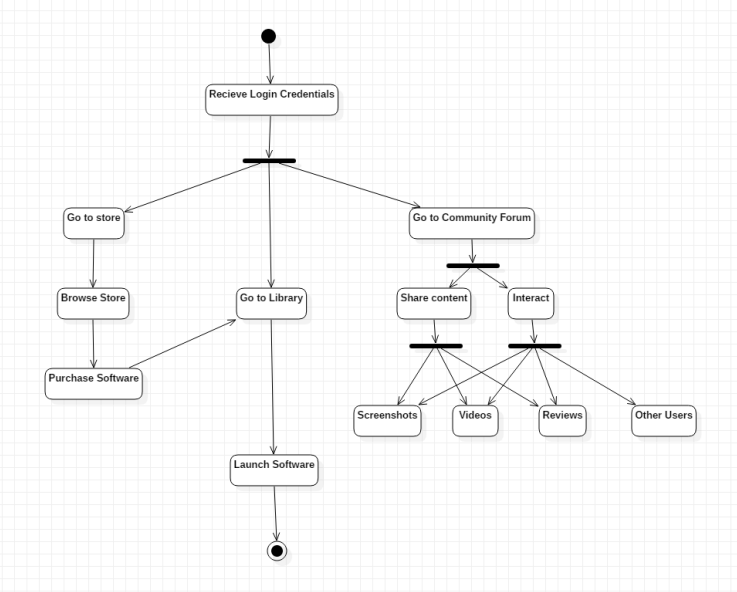 Recieve Login Credentials
Go to store
Go to Community Forum
Browse Store
Go to Library
Share content
Interact
Purchase Software
Screenshots
Videos
Reviews
Other Users
Launch Software